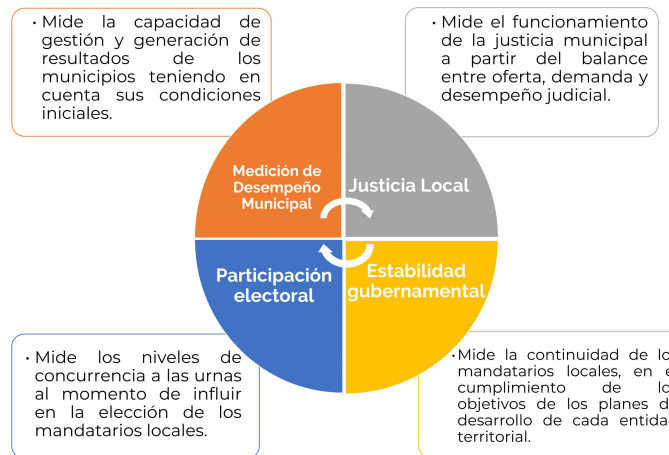 · Mide la capacidad de
gestión y generación de
resultados de los
municipios teniendo en
cuenta sus condiciones
iniciales.
· Mide el funcionamiento
de la justicia municipal
a partir del balance
entre oferta, demanda y
desempeño judicial.
Medición de
Desempeño
Municipal
Justicia Local
Participación
electoral
Estabilidad
gubernamental
· Mide los niveles de
concurrencia a las urnas
al momento de influir
en la elección de los
mandatarios locales.
· Mide la continuidad de lo
mandatarios locales, en e
cumplimiento de lo
objetivos de los planes d
desarrollo de cada entida
territorial.